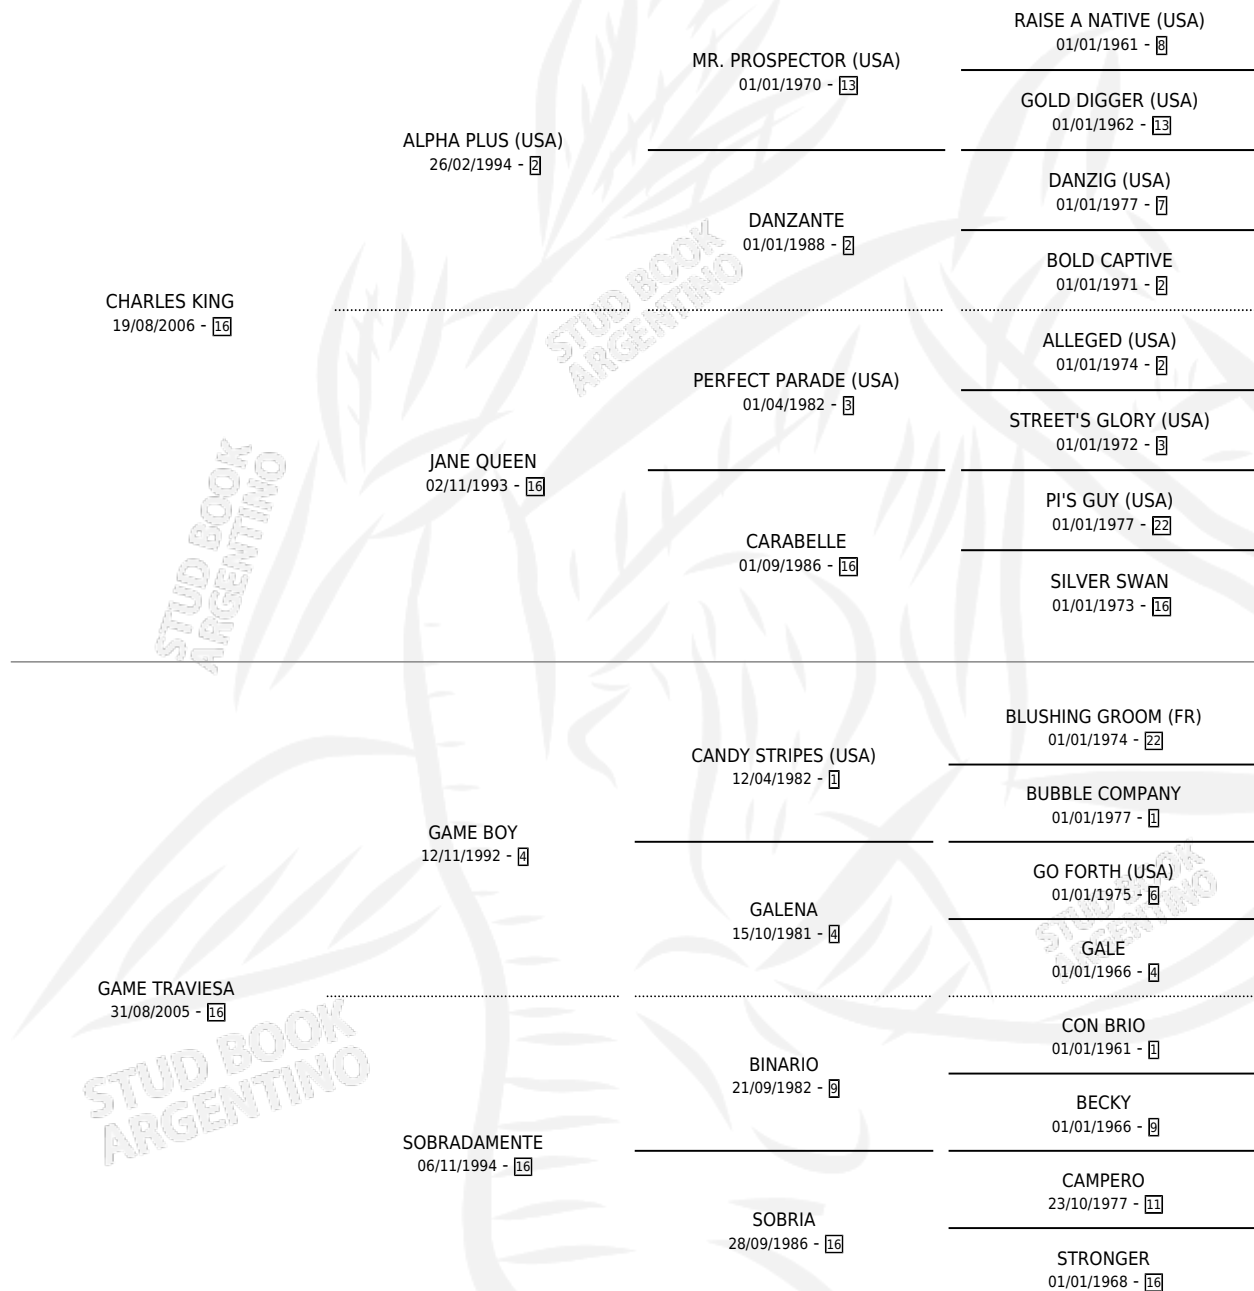 RAISE A NATIVE (USA)
01/01/1961 - 8
MR. PROSPECTOR (USA)
01/01/1970 - 13
GOLD DIGGER (USA)
01/01/1962 - 13
ALPHA PLUS (USA)
26/02/1994 - 2
DANZIG (USA)
01/01/1977 - 7
DANZANTE
01/01/1988 - 2
BOLD CAPTIVE
01/01/1971 - 2
CHARLES KING
19/08/2006 - 16
ALLEGED (USA)
01/01/1974 - 2
PERFECT PARADE (USA)
01/04/1982 - 3
STREET'S GLORY (USA)
01/01/1972 - 3
JANE QUEEN
02/11/1993 - 16
PI'S GUY (USA)
01/01/1977 - 22
CARABELLE
01/09/1986 - 16
SILVER SWAN
01/01/1973 - 16
BLUSHING GROOM (FR)
01/01/1974 - 22
CANDY STRIPES (USA)
12/04/1982 - 1
BUBBLE COMPANY
01/01/1977 - 1
GAME BOY
12/11/1992 - 4
GO FORTH (USA)
01/01/1975 - 6
GALENA
15/10/1981 - 4
GALE
01/01/1966 - 4
GAME TRAVIESA
31/08/2005 - 16
CON BRIO
01/01/1961 - 1
BINARIO
21/09/1982 - 9
BECKY
01/01/1966 - 9
SOBRADAMENTE
06/11/1994 - 16
CAMPERO
23/10/1977 - 11
SOBRIA
28/09/1986 - 16
STRONGER
01/01/1968 - 16
STUD BOOK
ARGENTINO
STUD BOOK
ARGENTINO
STUD BOOK
ARGENTINO
STUD BOOK
ARGENTINO